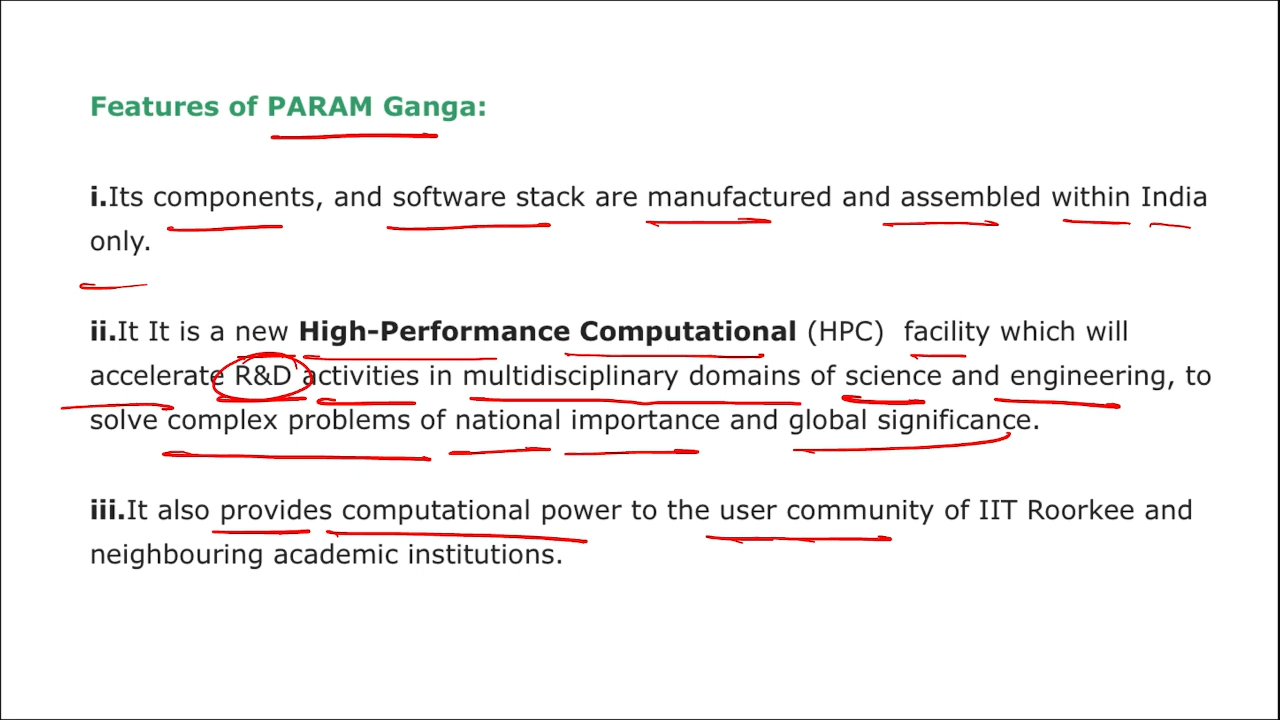 Features of PARAM Ganga:
i.Its components, and software stack are manufactured and assembled within India
only.
ii.It It is a new High-Performance Computational (HPC) facility which will
accelerate R&D activities in multidisciplinary domains of science and engineering, to
solve complex problems of national importance and global significance.
iii.It also provides computational power to the user community of IIT Roorkee and
neighbouring academic institutions.